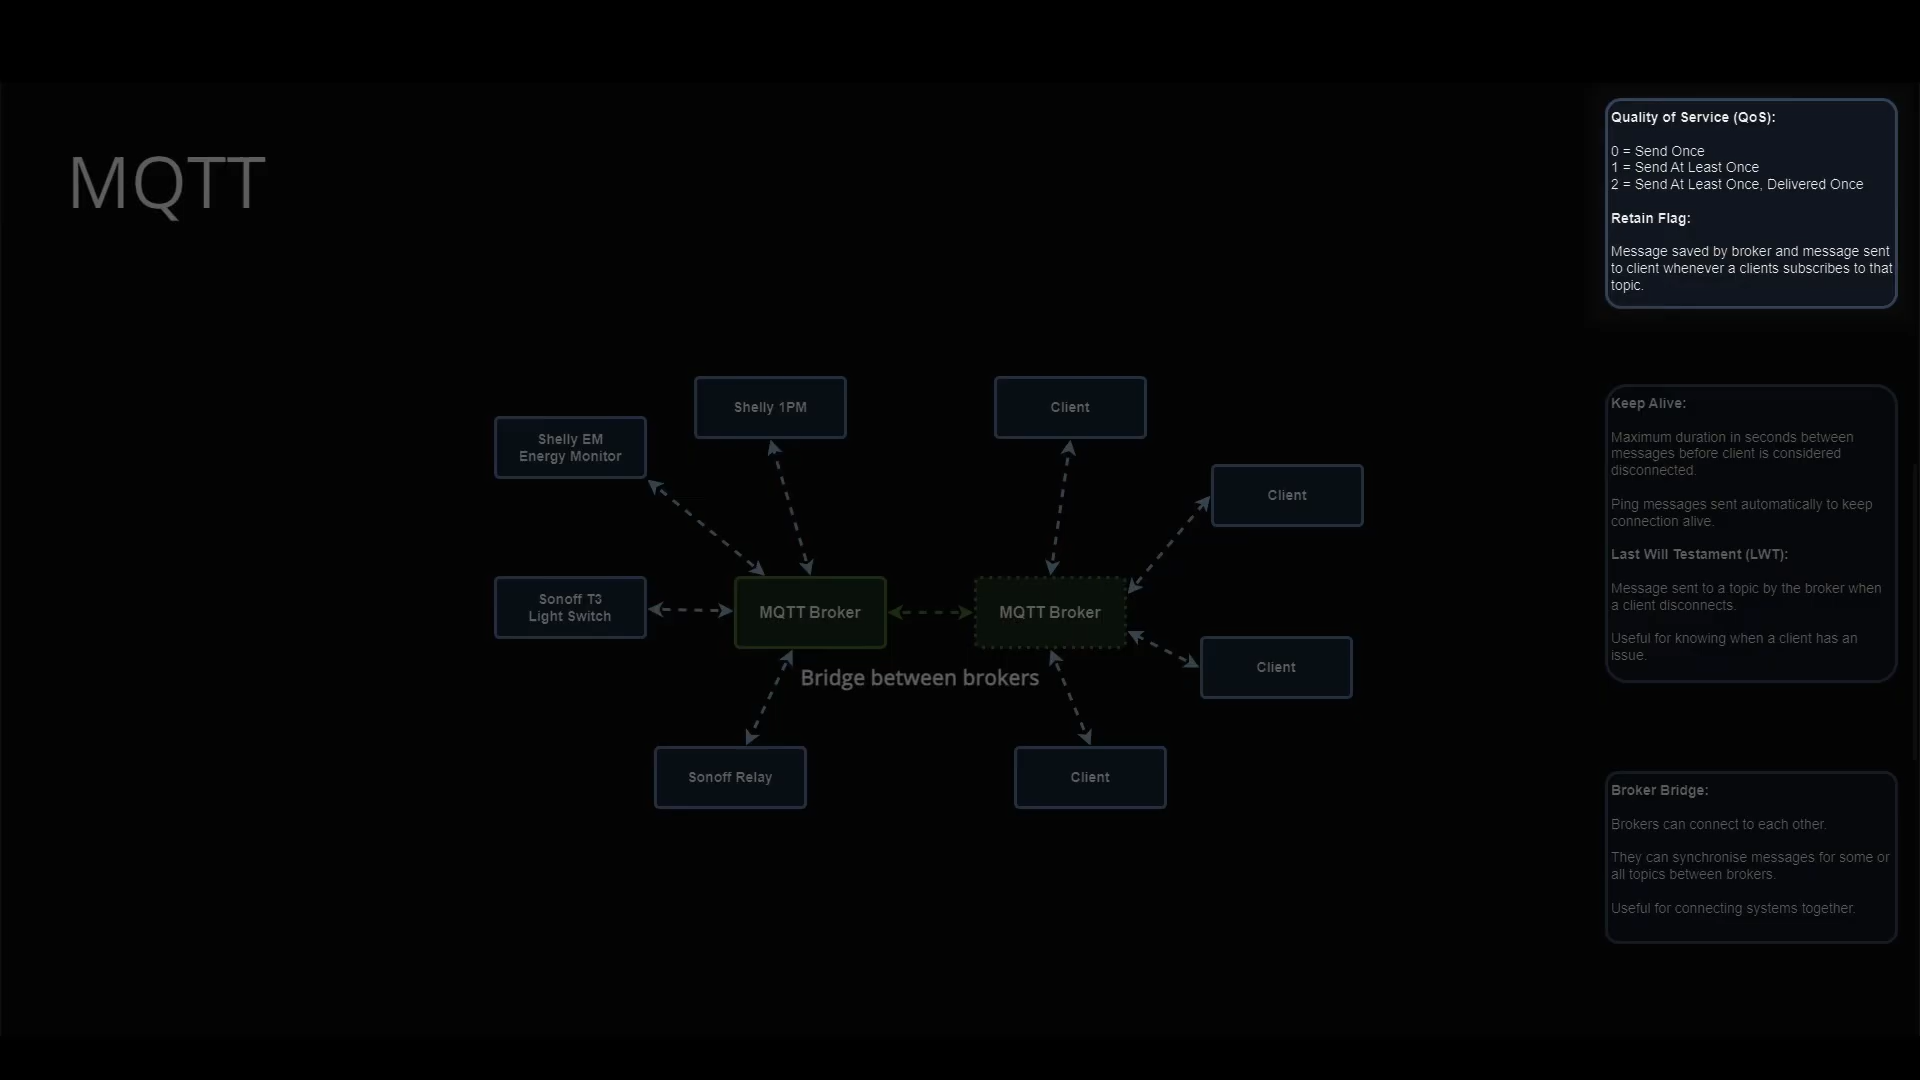 MQTT
Quality of Service (QoS):
0 = Send Once
1 = Send At Least Once
2 = Send At Least Once, Delivered Once
Retain Flag:
Message saved by broker and message sent
to client whenever a clients subscribes to that
topic.
Shelly 1PM
Client
Shelly EM
Energy Monitor
Client
Sonoff T3
Light Switch
MQTT Broker
MQTT Broker
Bridge between brokers
Client
Sonoff Relay
Client
Keep Alive:
Maximum duration in seconds between
messages before client is considered
disconnected.
Ping messages sent automatically to keep
connection alive.
Last Will Testament (LWT):
Message sent to a topic by the broker when
a client disconnects.
Useful for knowing when a client has an
issue.
Broker Bridge:
Brokers can connect to each other.
They can synchronise messages for some or
all topics between brokers.
Useful for connecting systems together.